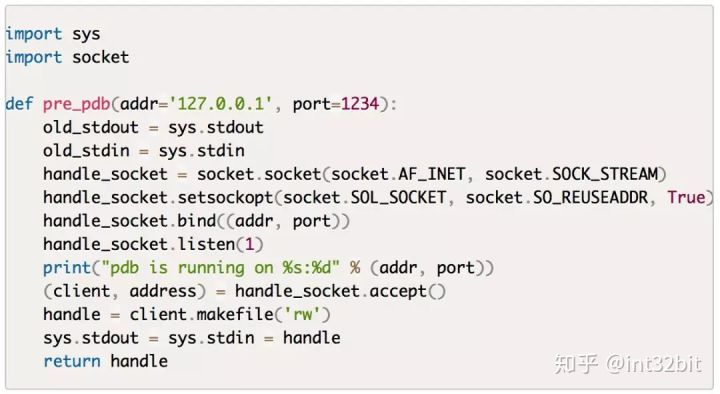 import sys
import socket

def pre_pdb(addr='127.0.0.1', port=1234):
    old_stdout = sys.stdout
    old_stdin = sys.stdin
    handle_socket = socket.socket(socket.AF_INET, socket.SOCK_STREAM)
    handle_socket.setsockopt(socket.SOL_SOCKET, socket.SO_REUSEADDR, True)
    handle_socket.bind((addr, port))
    handle_socket.listen(1)
    print("pdb is running on %s:%d" % (addr, port))
    (client, address) = handle_socket.accept()
    handle = client.makefile('rw')
    sys.stdout = sys.stdin = handle
    return handle
知乎 @int32bit